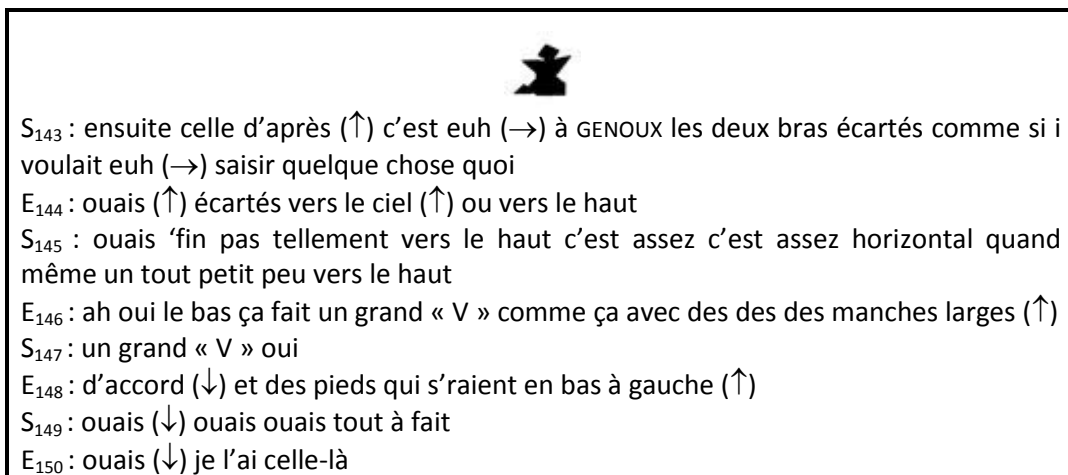 S143 : ensuite celle d'après (↑) c'est euh (→) à GENOUX les deux bras écartés comme si i
voulait euh (→) saisir quelque chose quoi
E144 : ouais (↑) écartés vers le ciel (↑) ou vers le haut
S145 : ouais ‘fin pas tellement vers le haut c'est assez c'est assez horizontal quand
même un tout petit peu vers le haut
E146 : ah oui le bas ça fait un grand « V » comme ça avec des des des manches larges (↑)
S147 : un grand « V » oui
E148 : d'accord (↓) et des pieds qui s'raient en bas à gauche (↑)
S149 : ouais (↓) ouais ouais tout à fait
E150 : ouais (↓) je l'ai celle-là